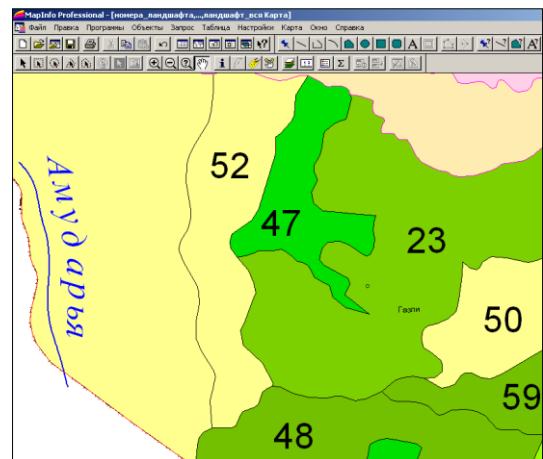 MapInfo Professional - [номера_ландшафта,...,ландшафт_вся Карта]
Файл Правка Программы Объекты Запрос Таблица Настройки Карта Окно Справка
52
47
23
Амударья
Газли
50
59
48